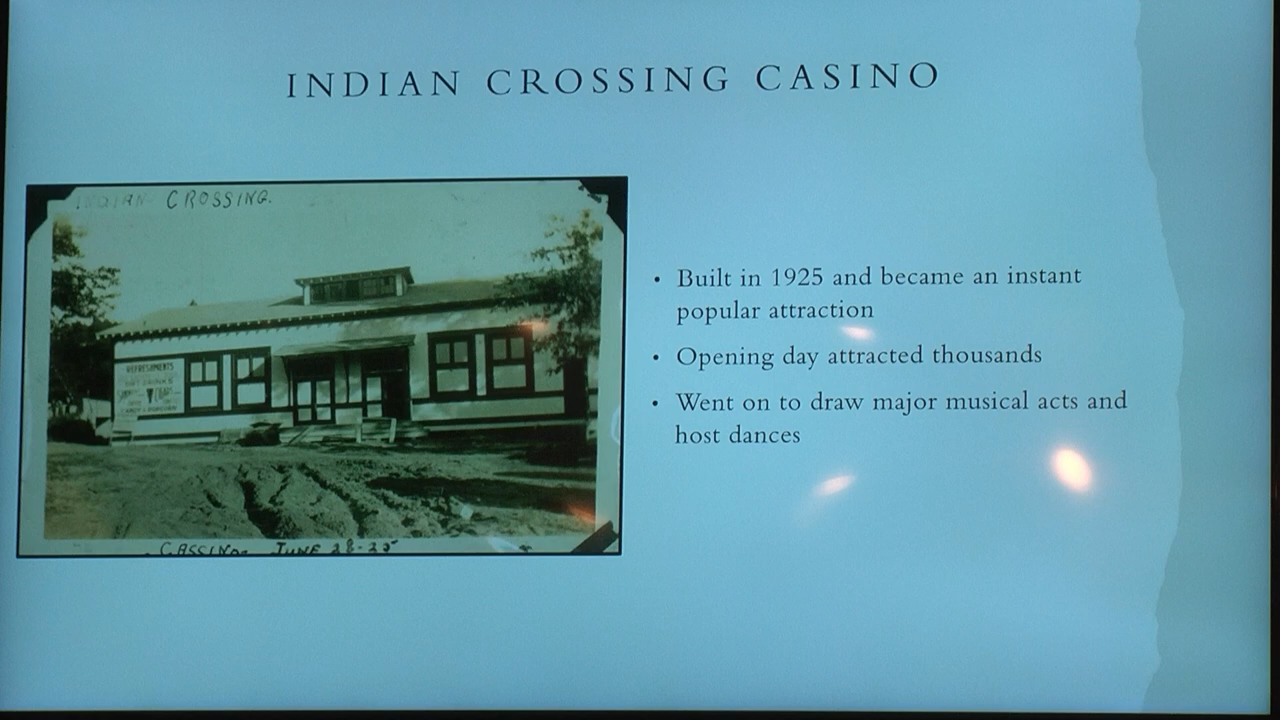 INDIAN CROSSING CASINO
INDIAN CROSSING.
REFRESHMENTS
CASSINO. JUNE 28-25
• Built in 1925 and became an instant
popular attraction
• Opening day attracted thousands
• Went on to draw major musical acts and
host dances